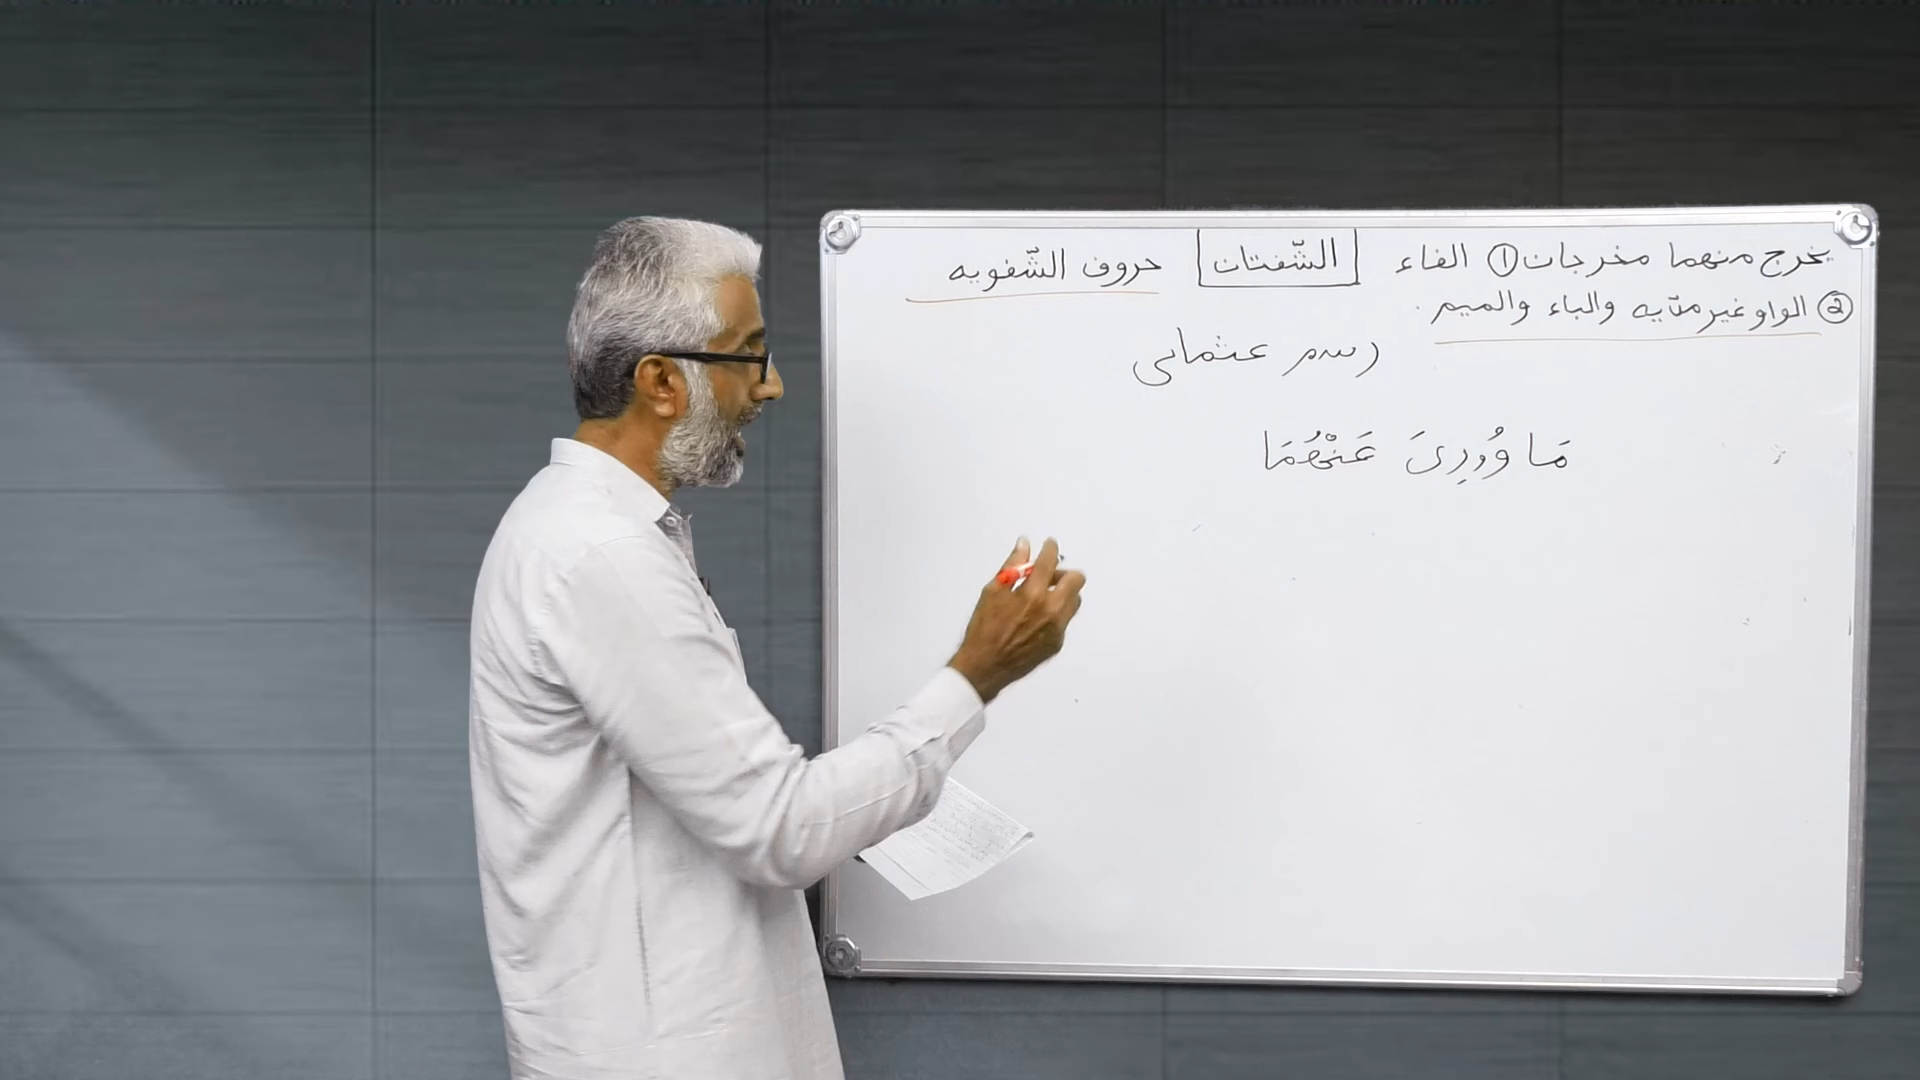 يخرج منهما مخرجان ① الفاء الشّفتان حروف الشّفويه
② الواو غير مدّيه والباء والميم.
رسم عثمانی
مَا وُورِىَ عَنْهُمَا